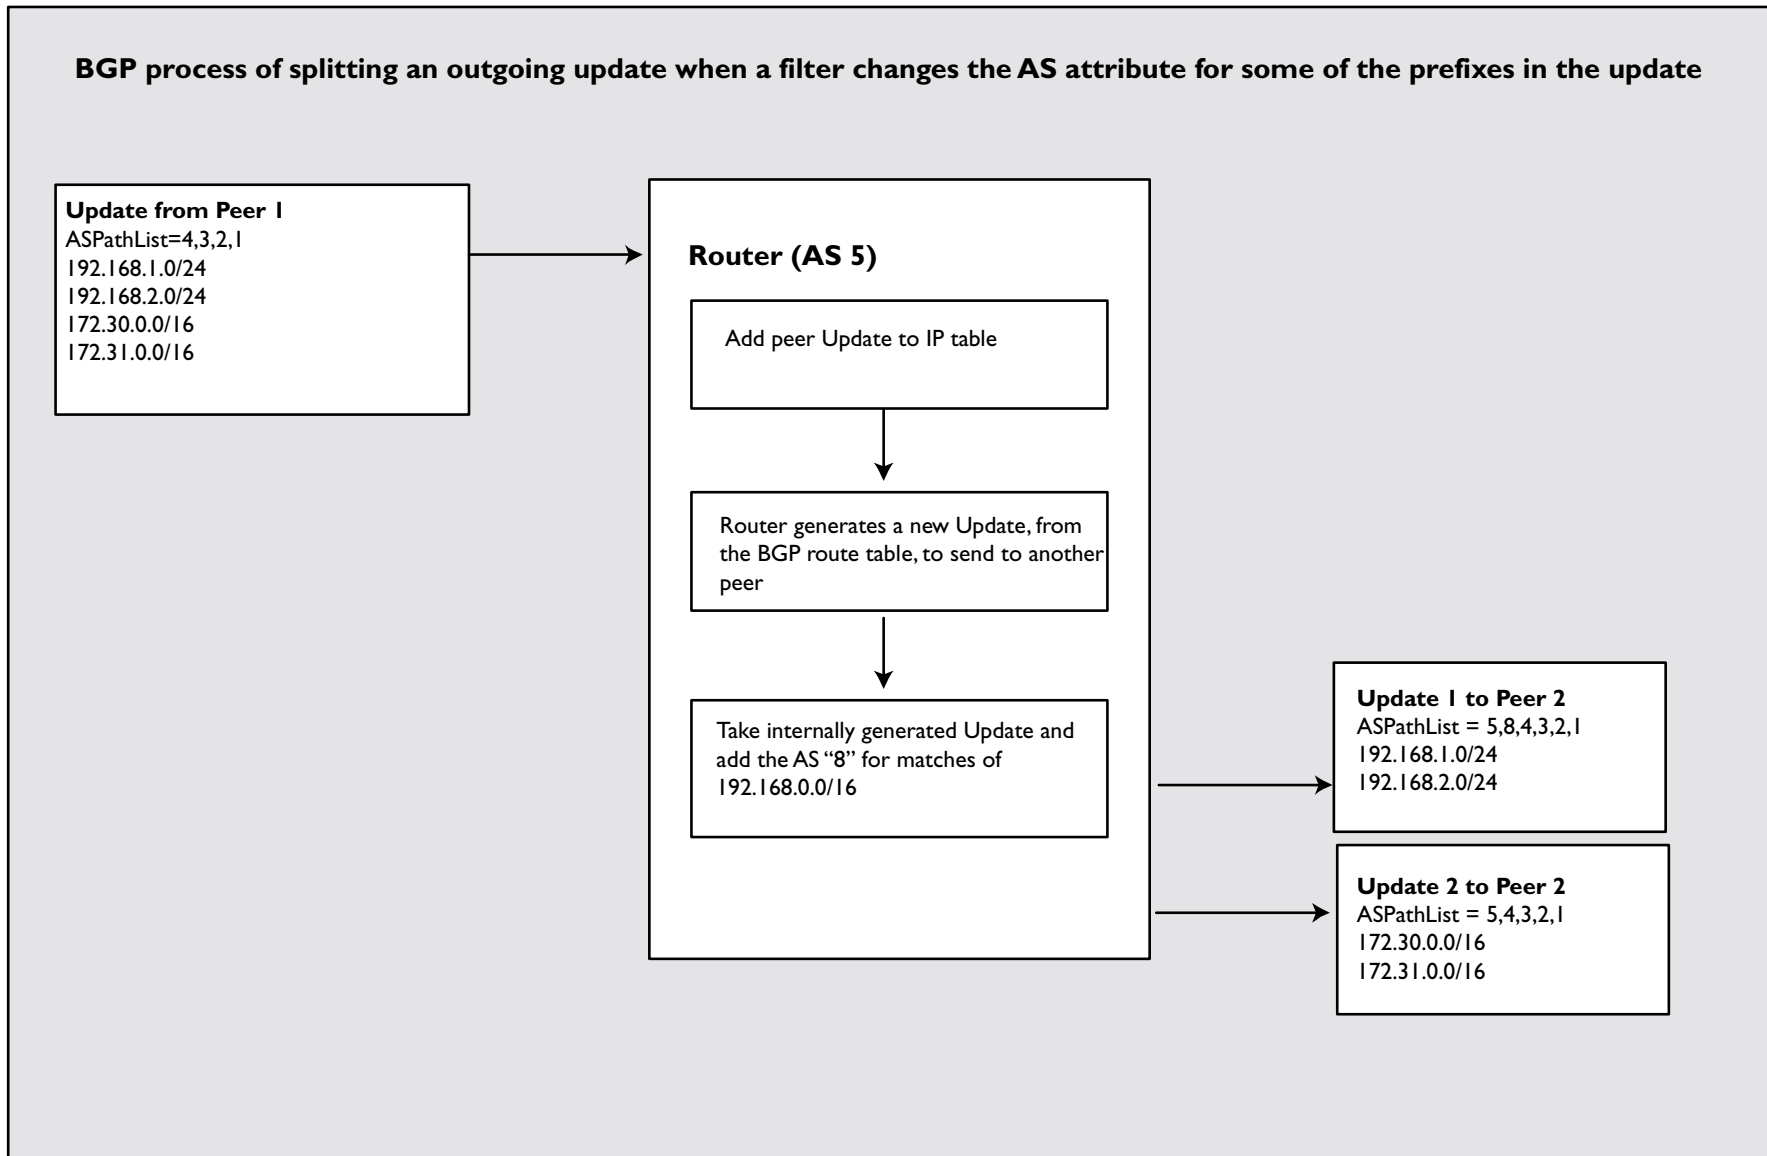 BGP process of splitting an outgoing update when a filter changes the AS attribute for some of the prefixes in the update
Update from Peer 1
ASPathList=4,3,2,1
192.168.1.0/24
192.168.2.0/24
172.30.0.0/16
172.31.0.0/16
Router (AS 5)
Add peer Update to IP table
Router generates a new Update, from
the BGP route table, to send to another
peer
Take internally generated Update and
add the AS “8” for matches of
192.168.0.0/16
Update 1 to Peer 2
ASPathList = 5,8,4,3,2,1
192.168.1.0/24
192.168.2.0/24
Update 2 to Peer 2
ASPathList = 5,4,3,2,1
172.30.0.0/16
172.31.0.0/16